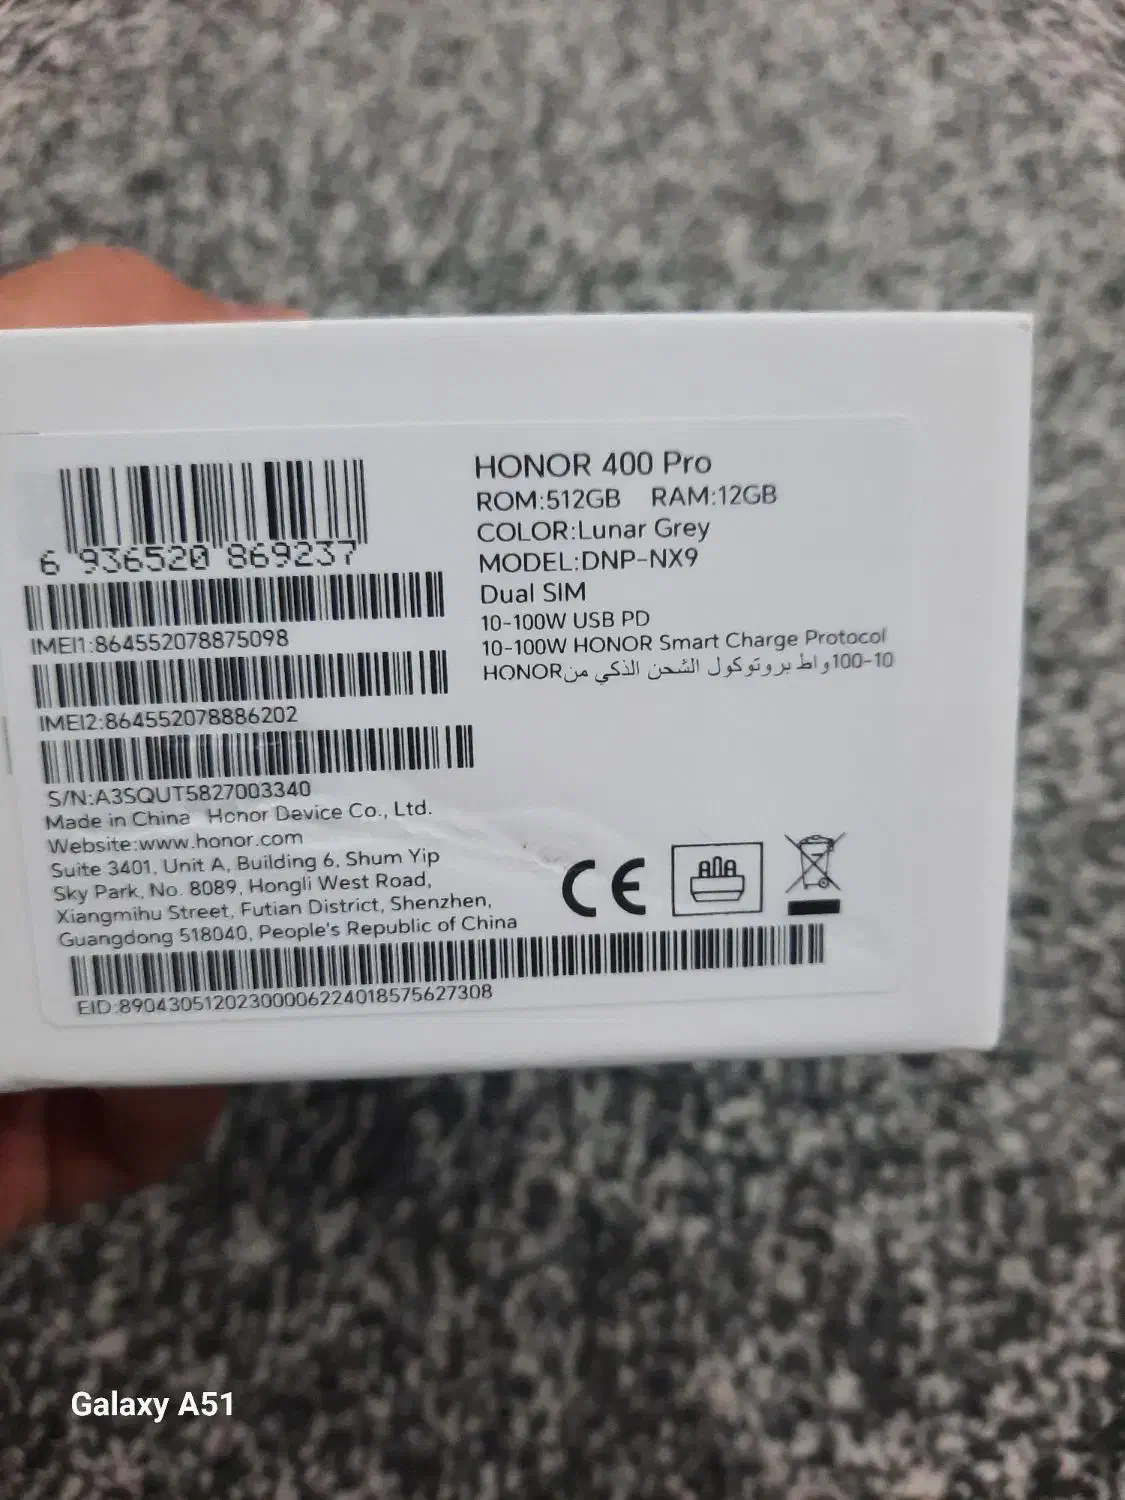 HONOR 400 Pro
ROM:512GB RAM:12GB
COLOR:Lunar Grey
MODEL:DNP-NX9
Dual SIM
10-100W USB PD
10-100W HONOR Smart Charge Protocol
10-100واط بروتوكول الشحن الذكي من HONOR
6 936520 869237
IMEI1:864552078875098
IMEI2:864552078886202
S/N:A3SQUT5827003340
Made in China Honor Device Co., Ltd.
Website:www.honor.com
Suite 3401, Unit A, Building 6, Shum Yip
Sky Park, No. 8089, Hongli West Road,
Xiangmihu Street, Futian District, Shenzhen,
Guangdong 518040, People's Republic of China
CE
EID:89043051202300006224018575627308
Galaxy A51